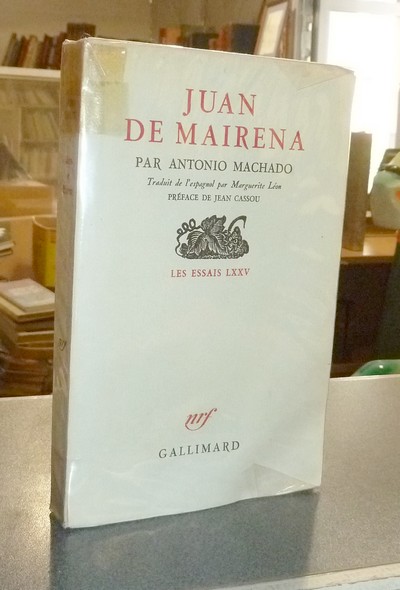 JUAN
DE MAIRENA
PAR ANTONIO MACHADO
Traduit de l'espagnol par Marguerite Léon
PRÉFACE DE JEAN CASSOU
LES ESSAIS LXXV
nrf
GALLIMARD
nrf